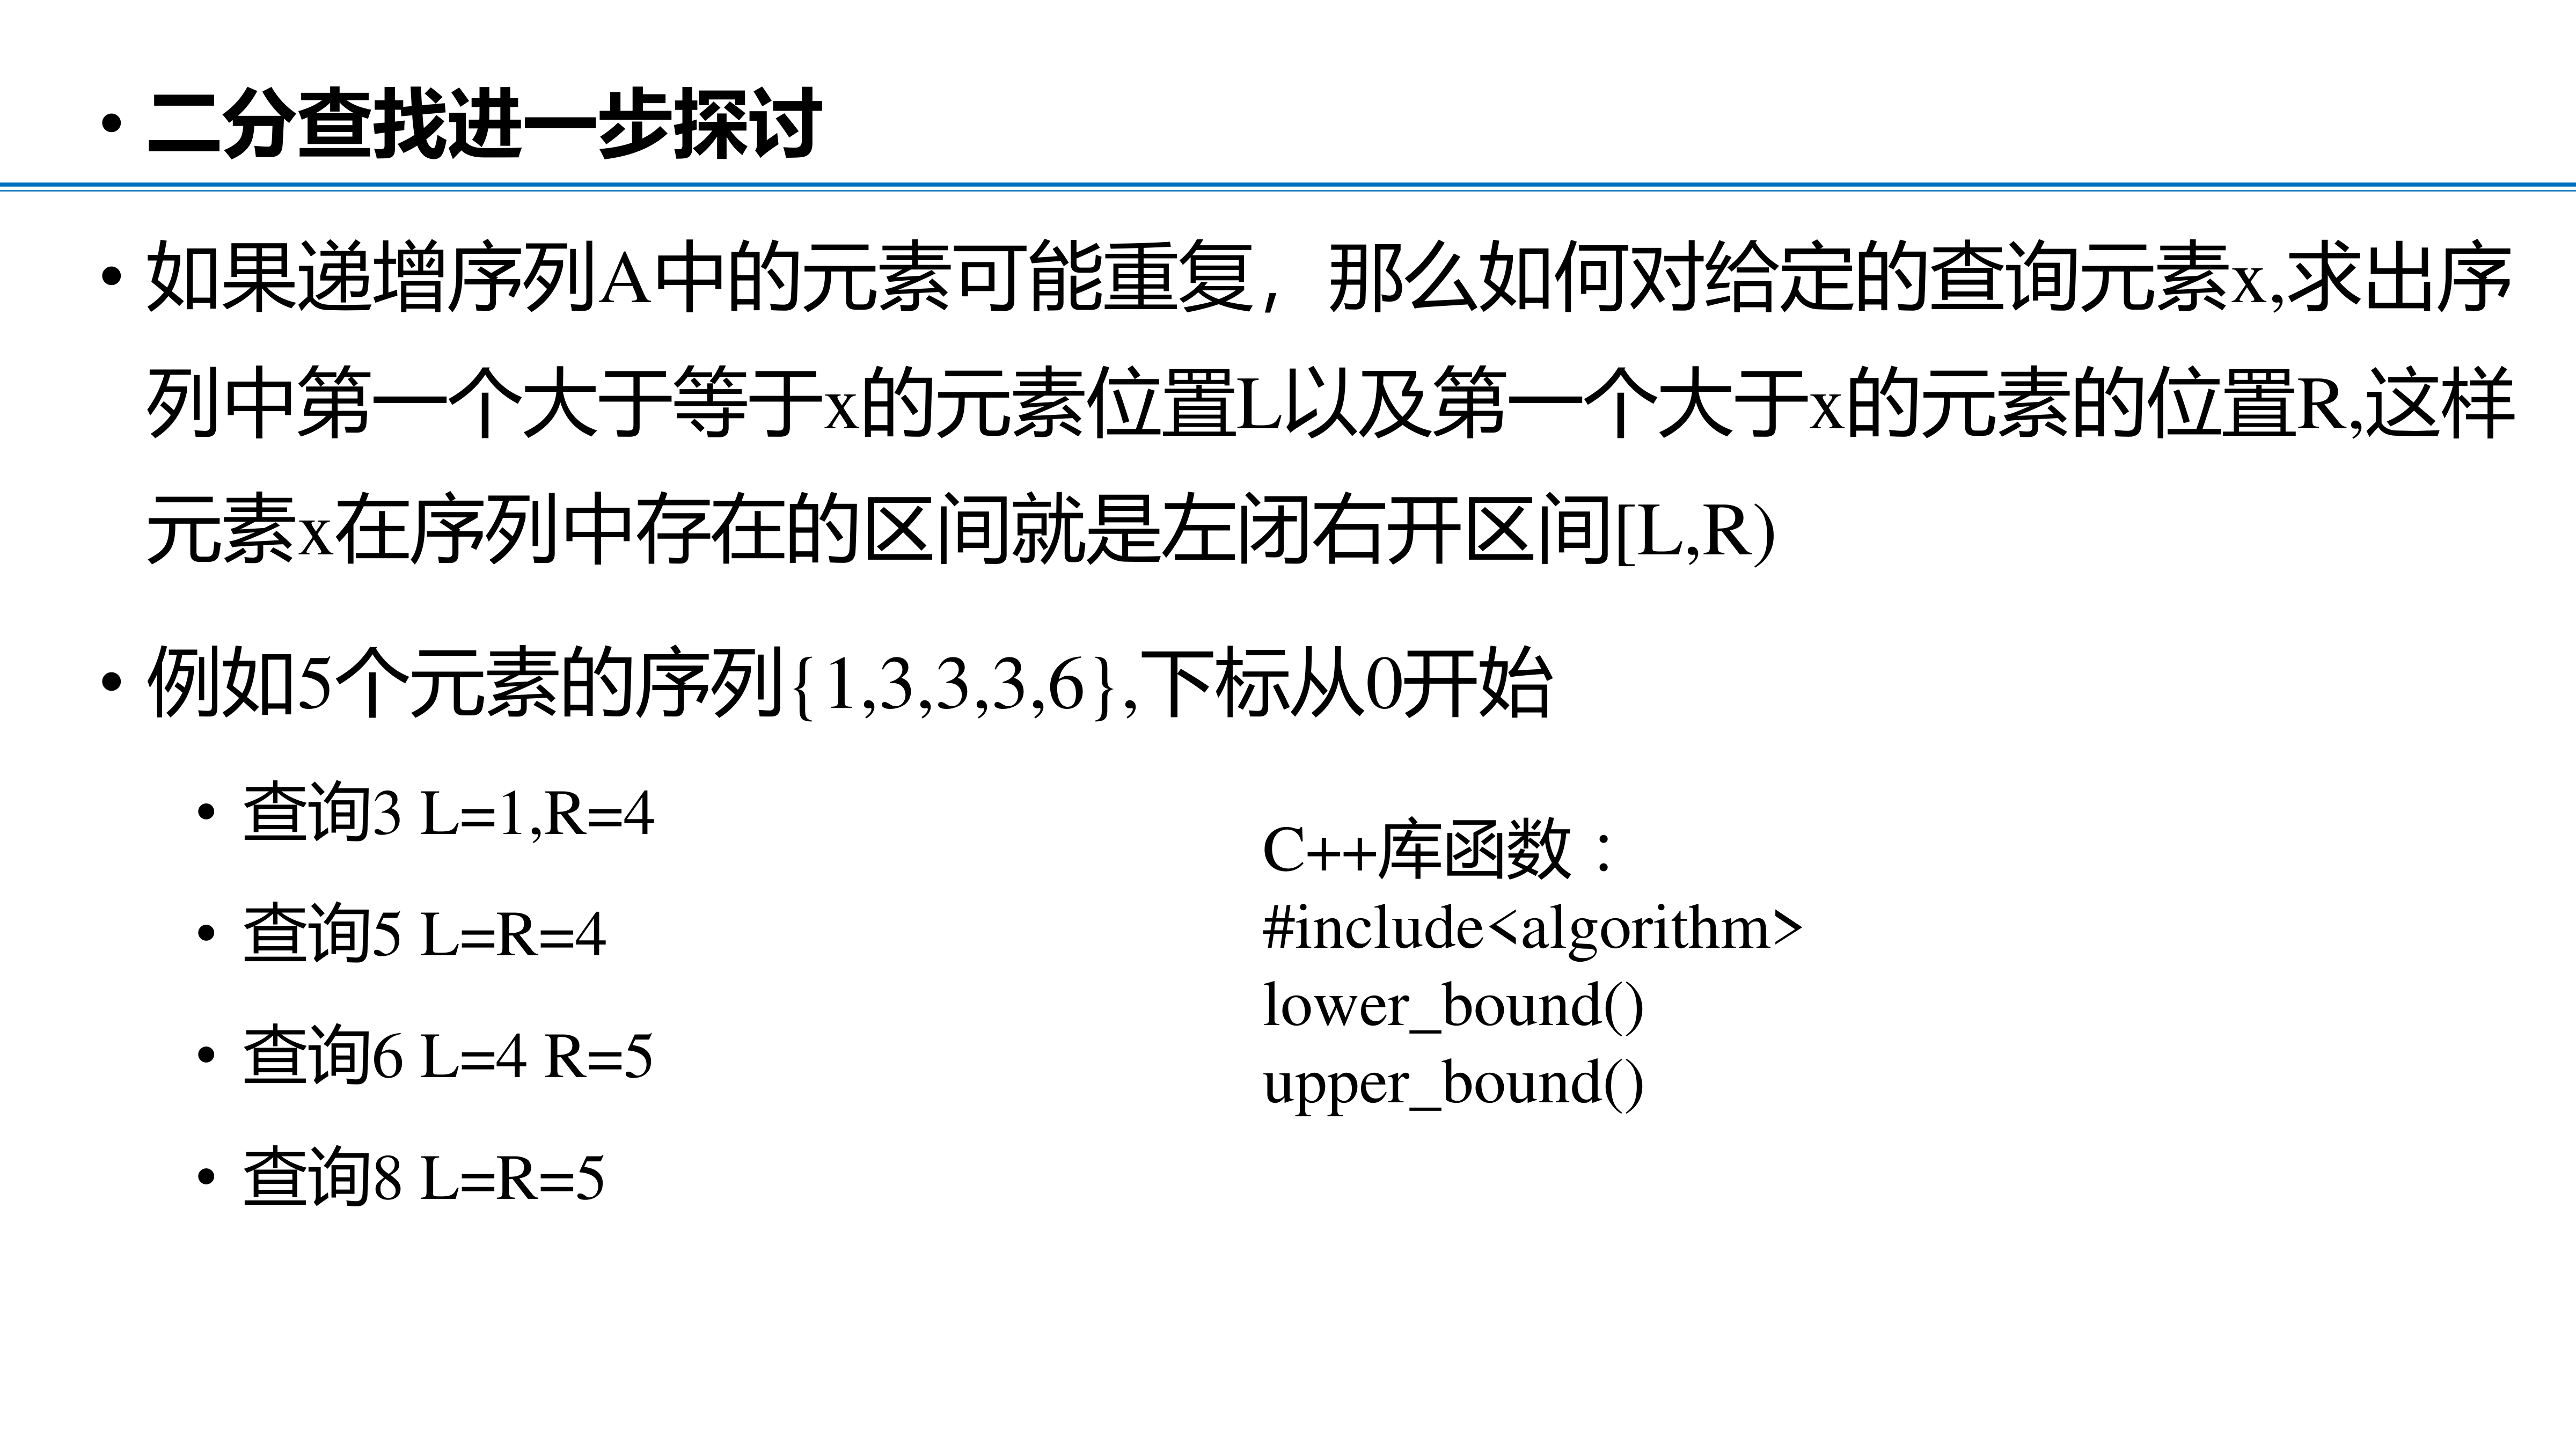 • 二分查找进一步探讨
• 如果递增序列A中的元素可能重复，那么如何对给定的查询元素x,求出序
列中第一个大于等于x的元素位置L以及第一个大于x的元素的位置R,这样
元素x在序列中存在的区间就是左闭右开区间[L,R)
• 例如5个元素的序列{1,3,3,3,6},下标从0开始
• 查询3 L=1,R=4
• 查询5 L=R=4
• 查询6 L=4 R=5
• 查询8 L=R=5
C++库函数：
#include<algorithm>
lower_bound()
upper_bound()